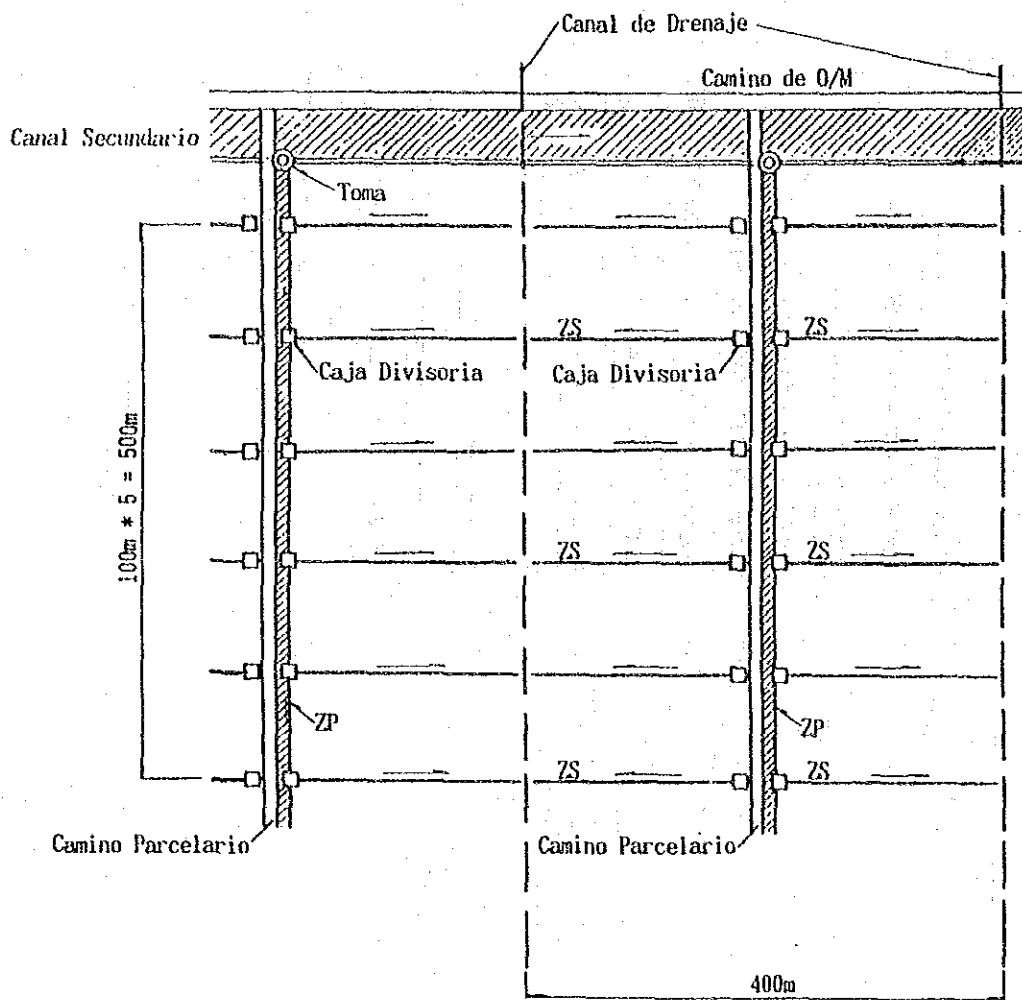 Canal de Drenaje
Camino de O/M
Canal Secundário
Toma
ZS
ZS
Caja Divisoria
Caja Divisoria
100m * 5 = 500m
ZS
ZS
ZP
ZP
ZS
ZS
Camino Parcelario
Camino Parcelario
400m